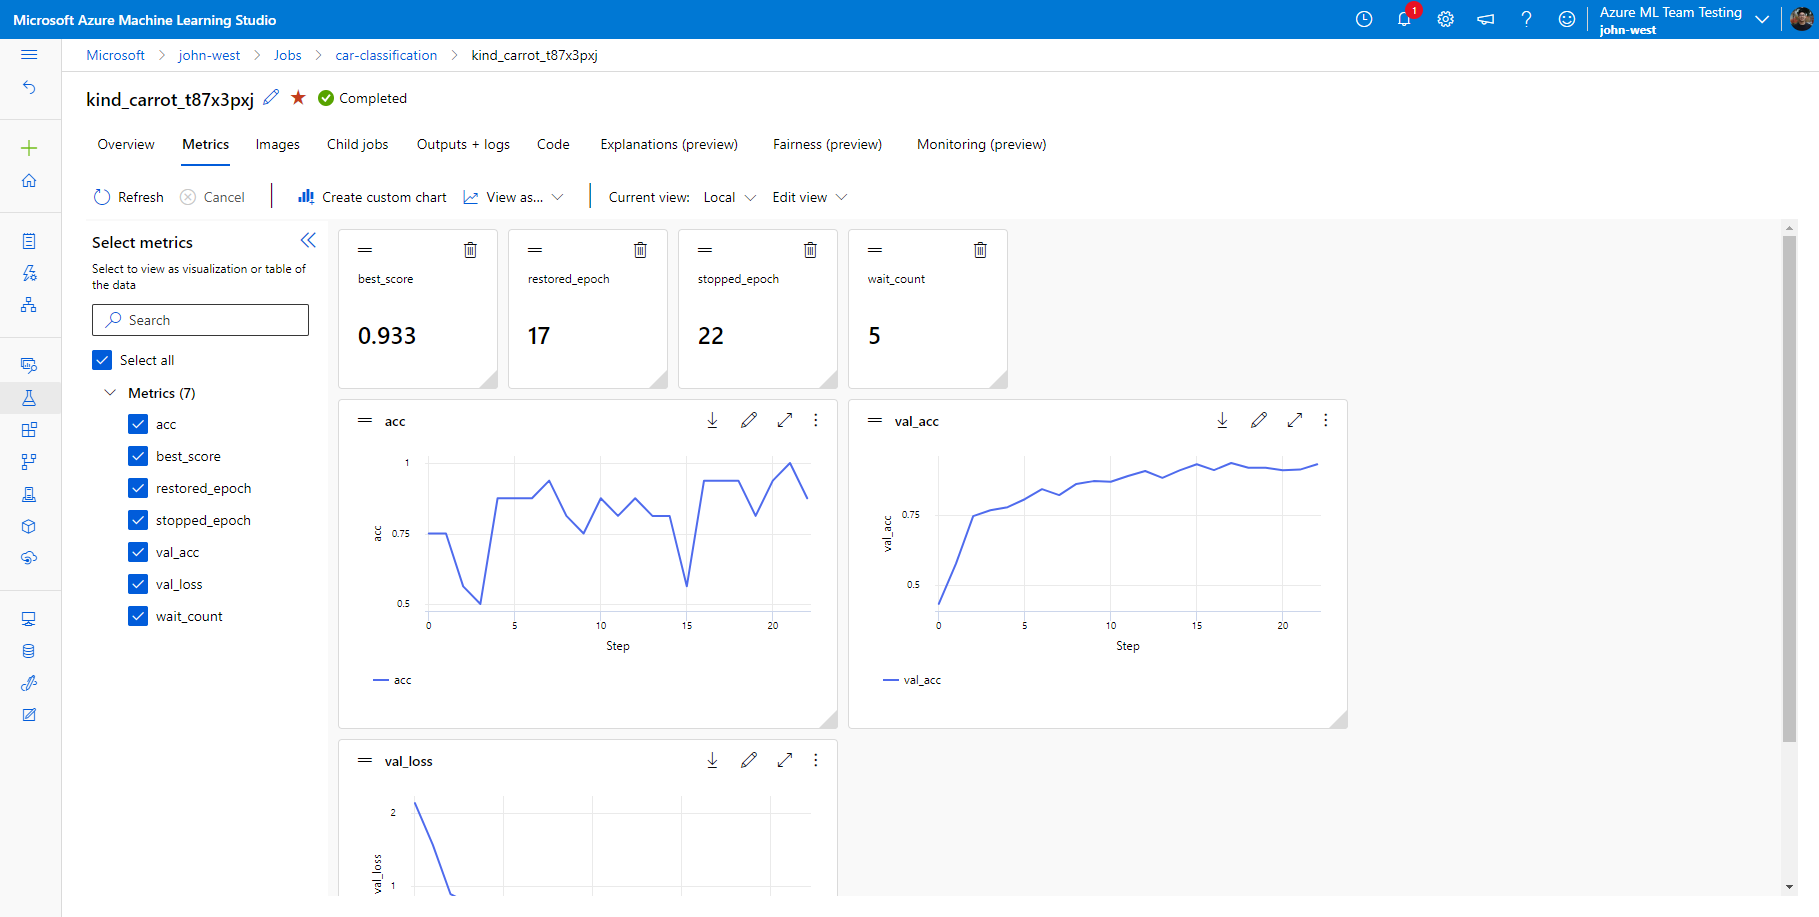 Microsoft Azure Machine Learning Studio
1
Azure ML Team Testing
john-west
Microsoft > john-west > Jobs > car-classification > kind_carrot_t87x3pxj
kind_carrot_t87x3pxj Completed
Overview Metrics Images Child jobs Outputs + logs Code Explanations (preview) Fairness (preview) Monitoring (preview)
Refresh Cancel Create custom chart View as... Current view: Local Edit view
Select metrics
Select to view as visualization or table of
the data
Search
Select all
Metrics (7)
acc
best_score
restored_epoch
stopped_epoch
val_acc
val_loss
wait_count
best_score
0.933
restored_epoch
17
stopped_epoch
22
wait_count
5
acc
1
0.75
0.5
acc
0 5 10 15 20
Step
acc
val_acc
0.75
0.5
val_acc
0 5 10 15 20
Step
val_acc
val_loss
2
1
val_loss